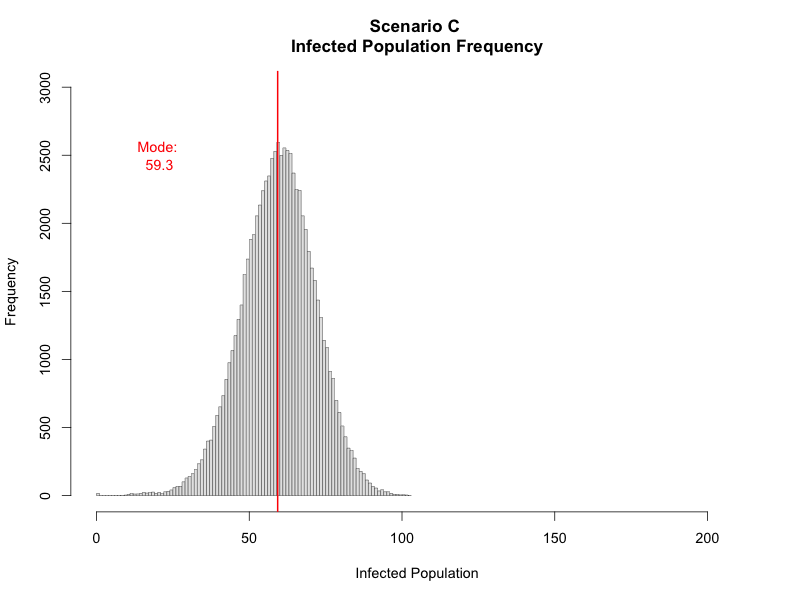 Scenario C
Infected Population Frequency
Mode:
59.3
Frequency
3000
2500
2000
1500
1000
500
0
0 50 100 150 200
Infected Population